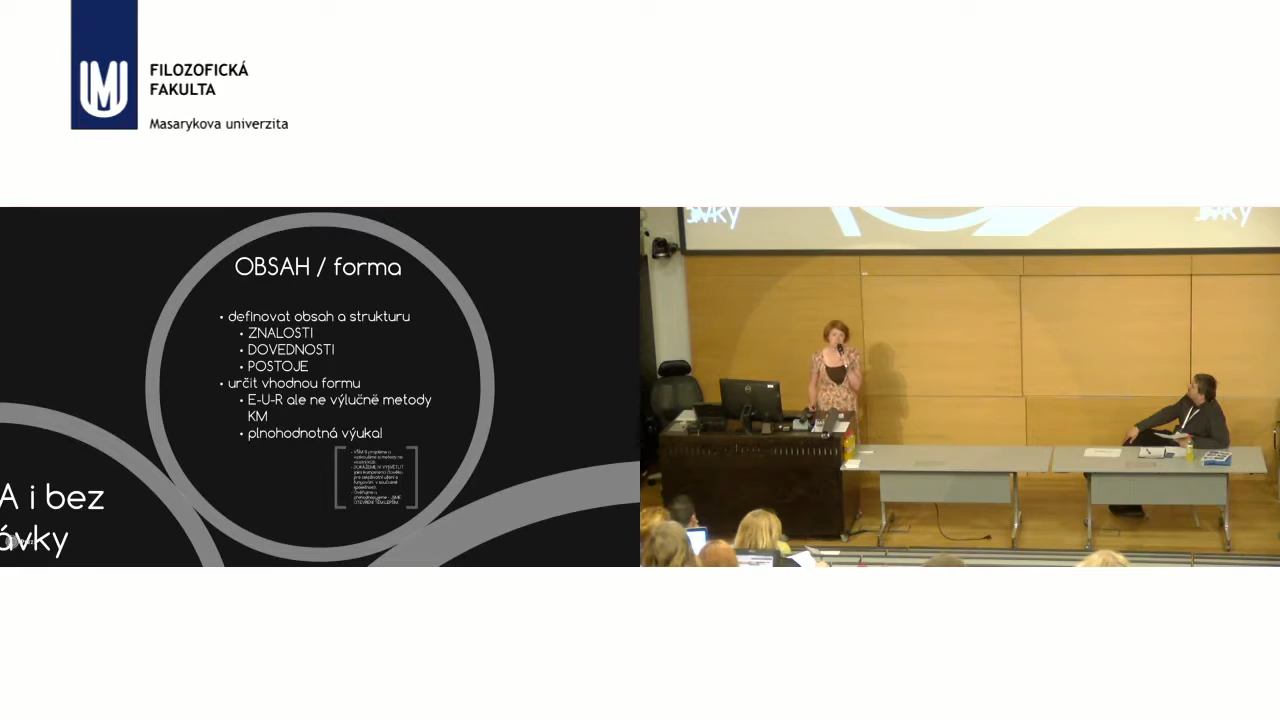 FILOZOFICKÁ
FAKULTA
Masarykova univerzita
OBSAH / forma
• definovat obsah a strukturu
• ZNALOSTI
• DOVEDNOSTI
• POSTOJE
• určit vhodnou formu
• E-U-R ale ne výlučně metody
KM
• plnohodnotná výuka!
A i bez
ávky